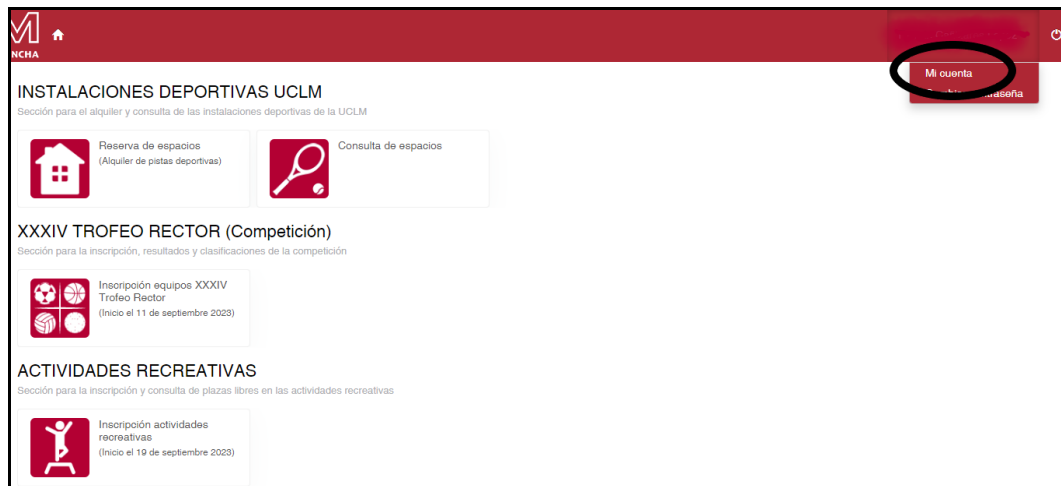 NCHA
Mi cuenta
INSTALACIONES DEPORTIVAS UCLM
Sección para el alquiler y consulta de las instalaciones deportivas de la UCLM
Reserva de espacios
(Alquiler de pistas deportivas)
Consulta de espacios
XXXIV TROFEO RECTOR (Competición)
Sección para la inscripción, resultados y clasificaciones de la competición
Inscripción equipos XXXIV
Trofeo Rector
(Inicio el 11 de septiembre 2023)
ACTIVIDADES RECREATIVAS
Sección para la inscripción y consulta de plazas libres en las actividades recreativas
Inscripción actividades
recreativas
(Inicio el 19 de septiembre 2023)